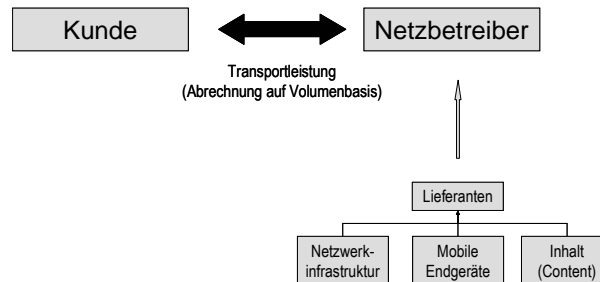 Kunde
Netzbetreiber
Transportleistung
(Abrechnung auf Volumenbasis)
Lieferanten
Netzwerk-
infrastruktur
Mobile
Endgeräte
Inhalt
(Content)